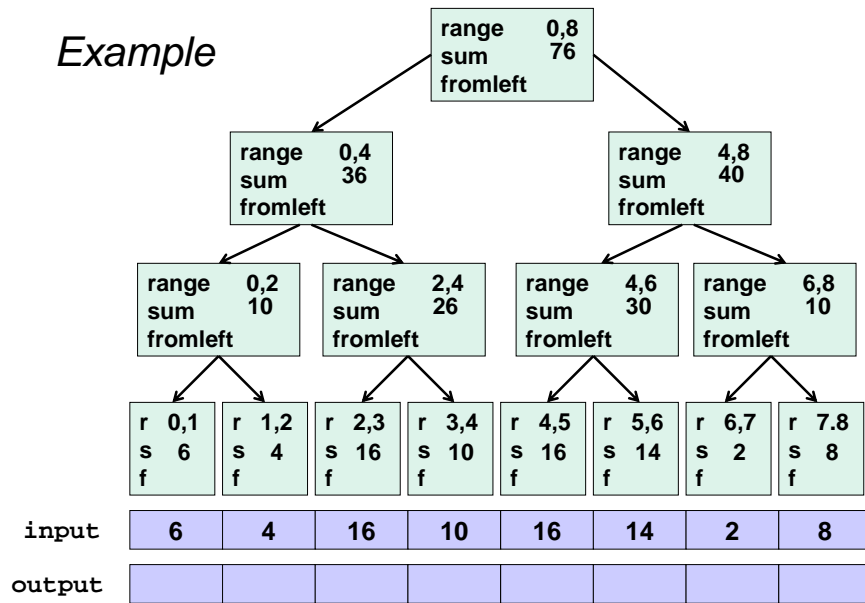 Example
range 0,8
sum 76
fromleft
range 0,4
sum 36
fromleft
range 4,8
sum 40
fromleft
range 0,2
sum 10
fromleft
range 2,4
sum 26
fromleft
range 4,6
sum 30
fromleft
range 6,8
sum 10
fromleft
r 0,1
s 6
f
r 1,2
s 4
f
r 2,3
s 16
f
r 3,4
s 10
f
r 4,5
s 16
f
r 5,6
s 14
f
r 6,7
s 2
f
r 7.8
s 8
f
input 6 4 16 10 16 14 2 8
output